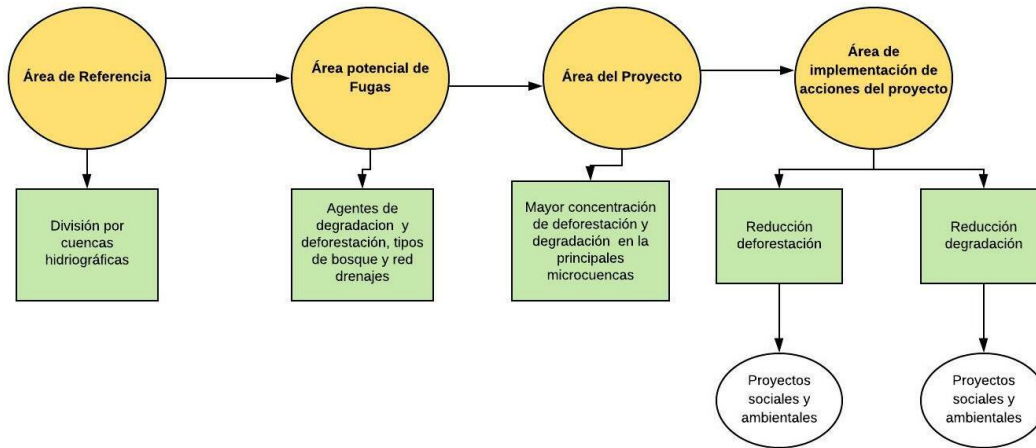 Área de Referencia
Área potencial de
Fugas
Área del Proyecto
Área de
implementación de
acciones del proyecto
División por
cuencas
hidriográficas
Agentes de
degradacion y
deforestación, tipos
de bosque y red
drenajes
Mayor concentración
de deforestación y
degradación en la
principales
microcuencas
Reducción
deforestación
Reducción
degradación
Proyectos
sociales y
ambientales
Proyectos
sociales y
ambientales